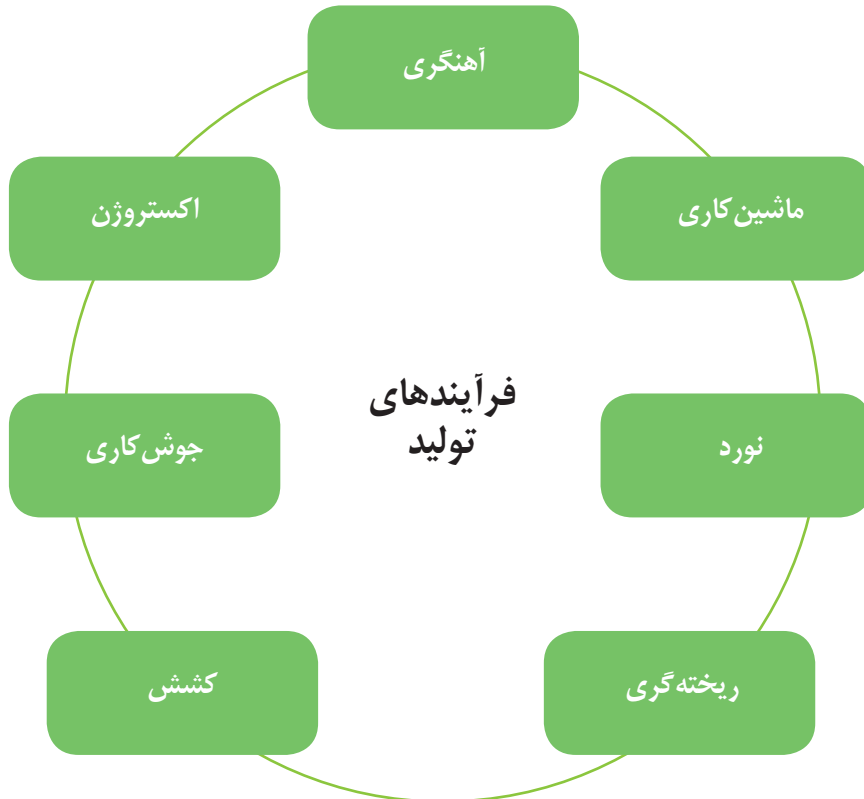 آهنگری
ماشین‌کاری
اکستروژن
فرآیندهای
تولید
نورد
جوش‌کاری
ریخته‌گری
کشش